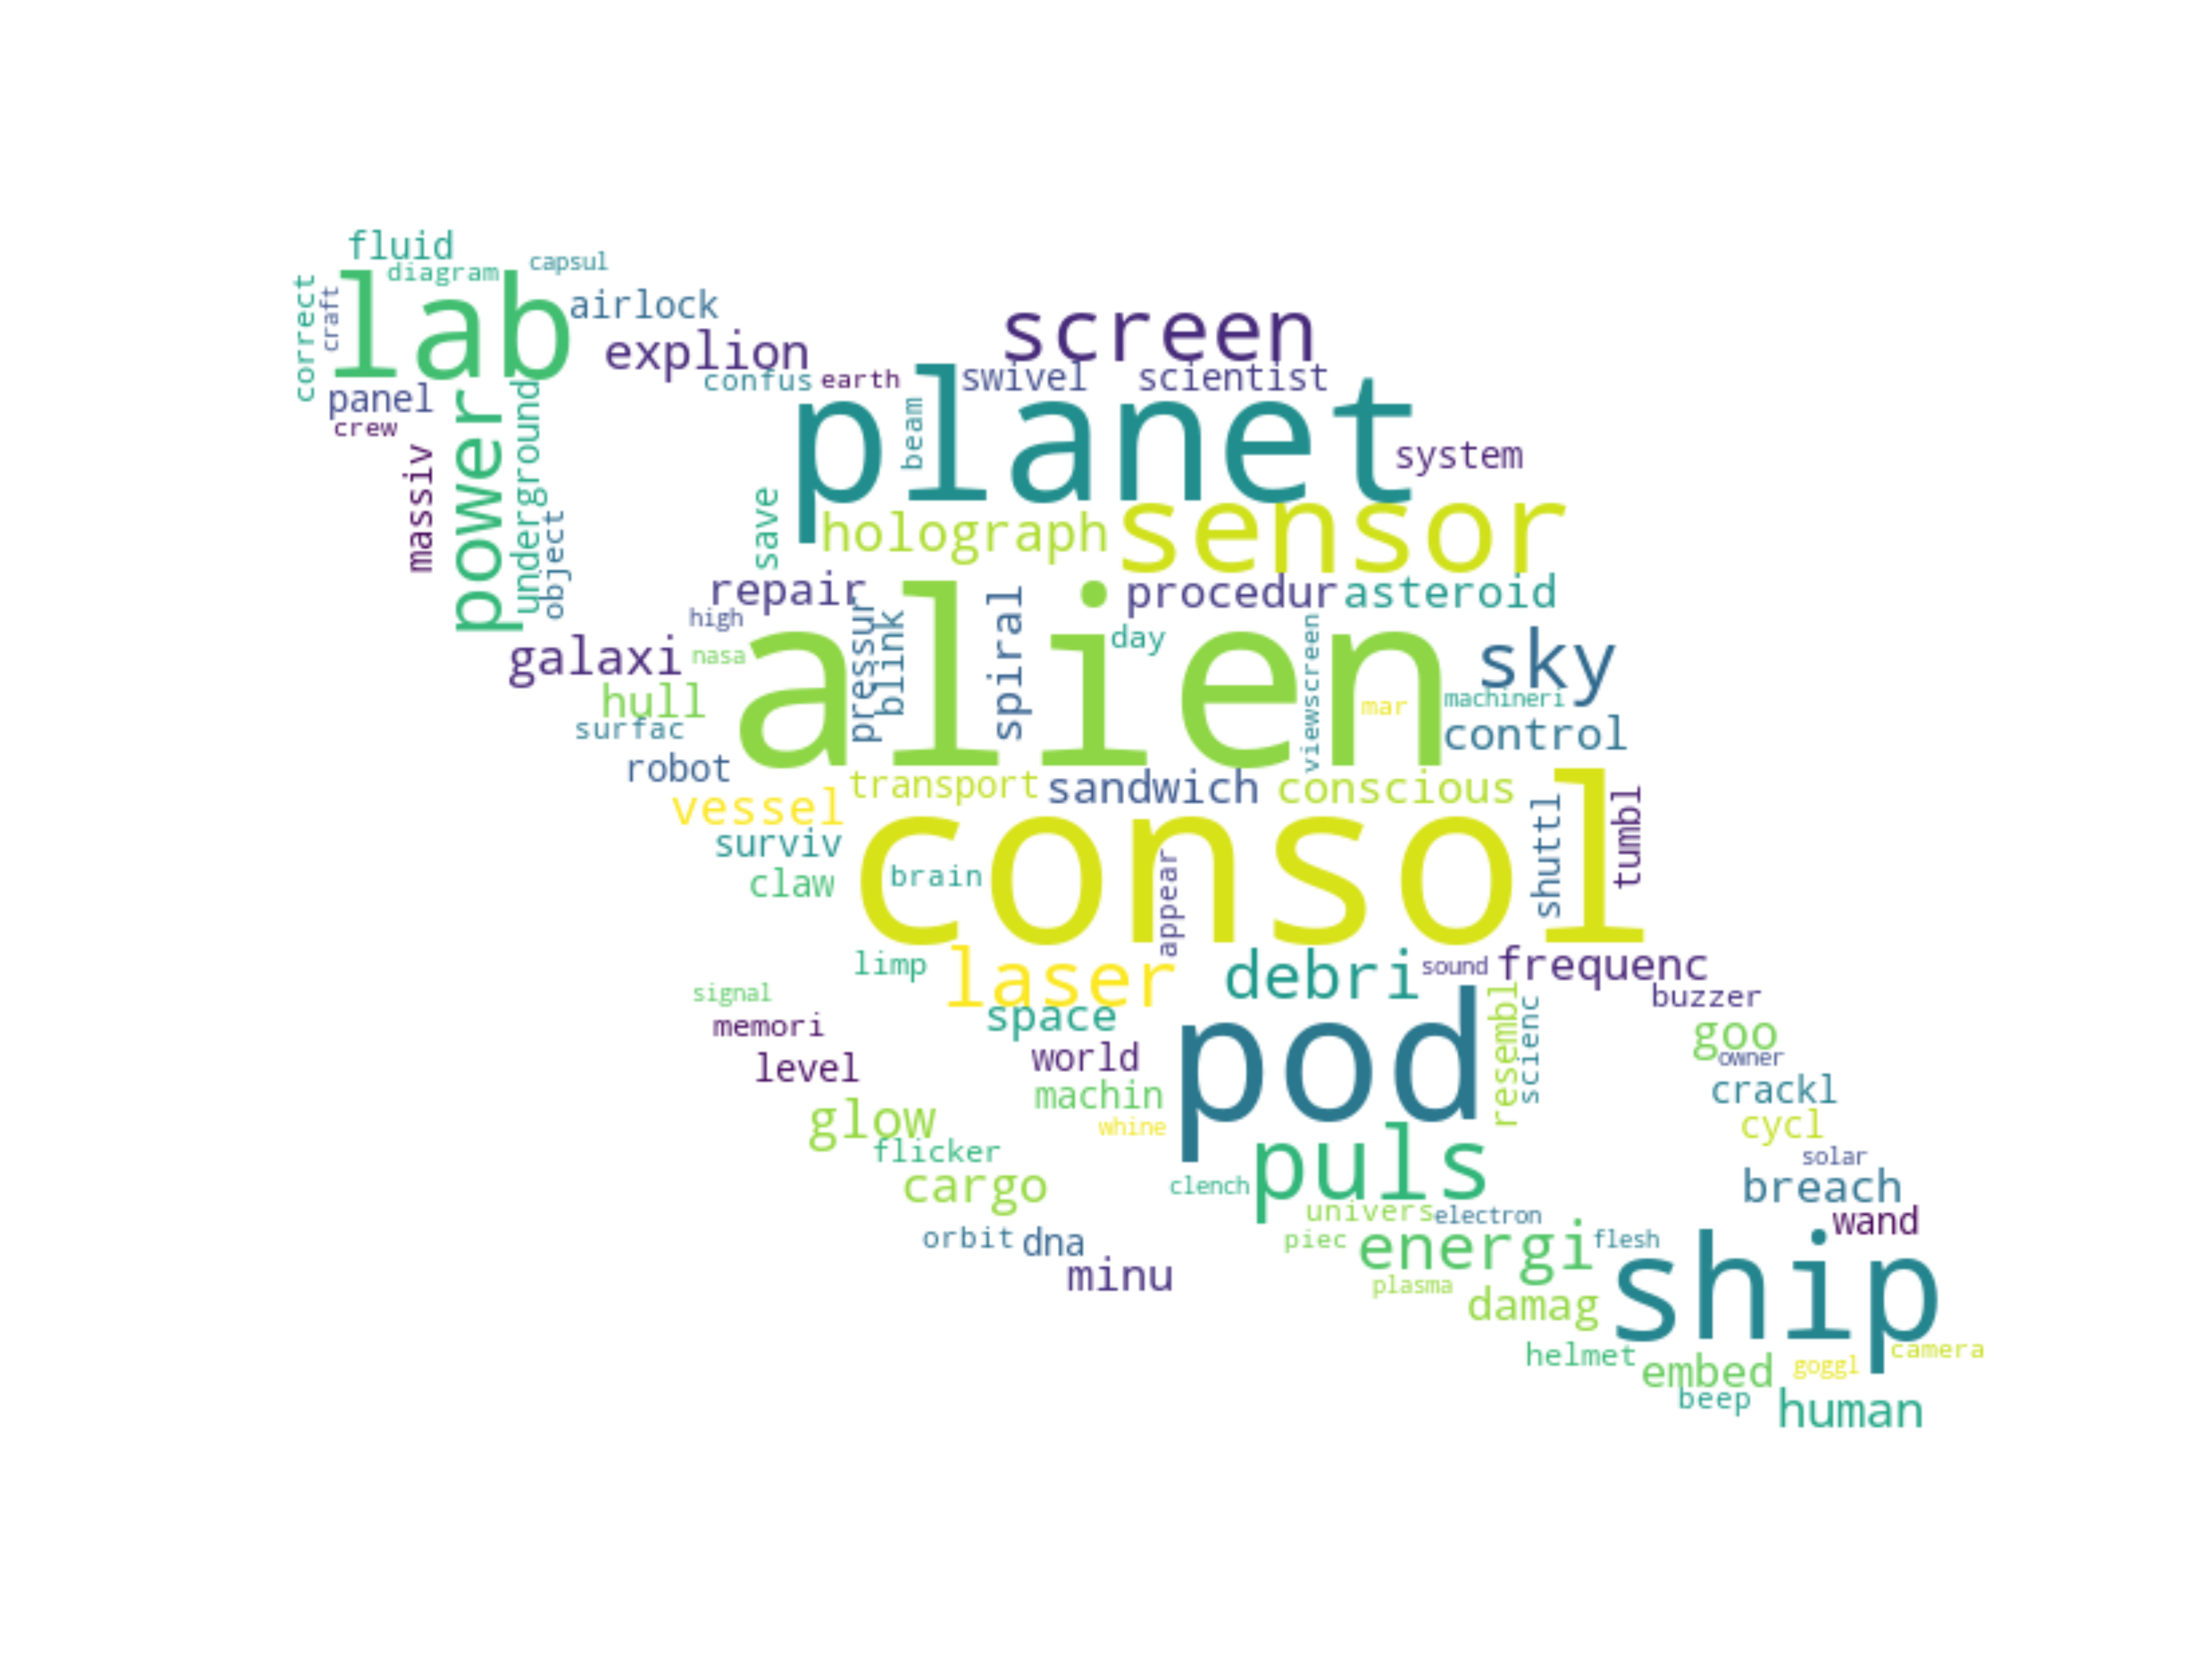 fluid
capsul
diagram
correct
craft
lab
airlock
screen
explion
confus
earth
swivel
scientist
panel
crew
planet
beam
power
underground
massiv
system
save
object
holograph
sensor
repair
procedur
asteroid
high
pressur
blink
spiral
day
viewscreen
sky
galaxi
nasa
alien
mar
machineri
hull
surfac
control
robot
transport
sandwich
conscious
vessel
shuttl
tumbl
surviv
consol
claw
brain
appear
limp
laser
debri
sound
frequenc
signal
buzzer
space
resembl
scienc
memori
goo
owner
world
pod
level
machin
crackl
glow
whine
cycl
flicker
puls
solar
cargo
clench
breach
univers
electron
wand
orbit
dna
piec
energi
flesh
minu
plasma
damag
ship
helmet
camera
embed
goggl
beep
human